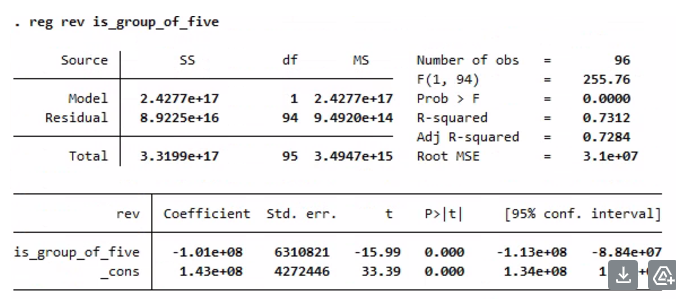 . reg rev is_group_of_five
Source SS df MS Number of obs = 96
F(1, 94) = 255.76
Model 2.4277e+17 1 2.4277e+17 Prob > F = 0.0000
Residual 8.9225e+16 94 9.4920e+14 R-squared = 0.7312
Adj R-squared = 0.7284
Total 3.3199e+17 95 3.4947e+15 Root MSE = 3.1e+07
rev Coefficient Std. err. t P>|t| [95% conf. interval]
is_group_of_five -1.01e+08 6310821 -15.99 0.000 -1.13e+08 -8.84e+07
_cons 1.43e+08 4272446 33.39 0.000 1.34e+08